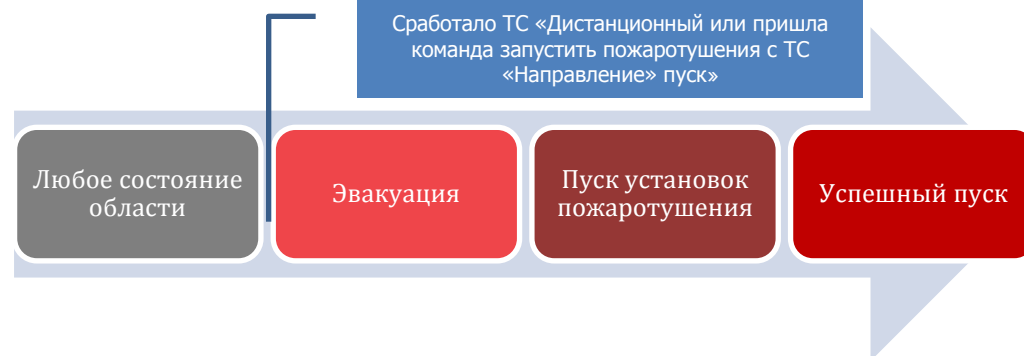 Сработало ТС «Дистанционный или пришла
команда запустить пожаротушения с ТС
«Направление» пуск»
Любое состояние
области
Эвакуация
Пуск установок
пожаротушения
Успешный пуск